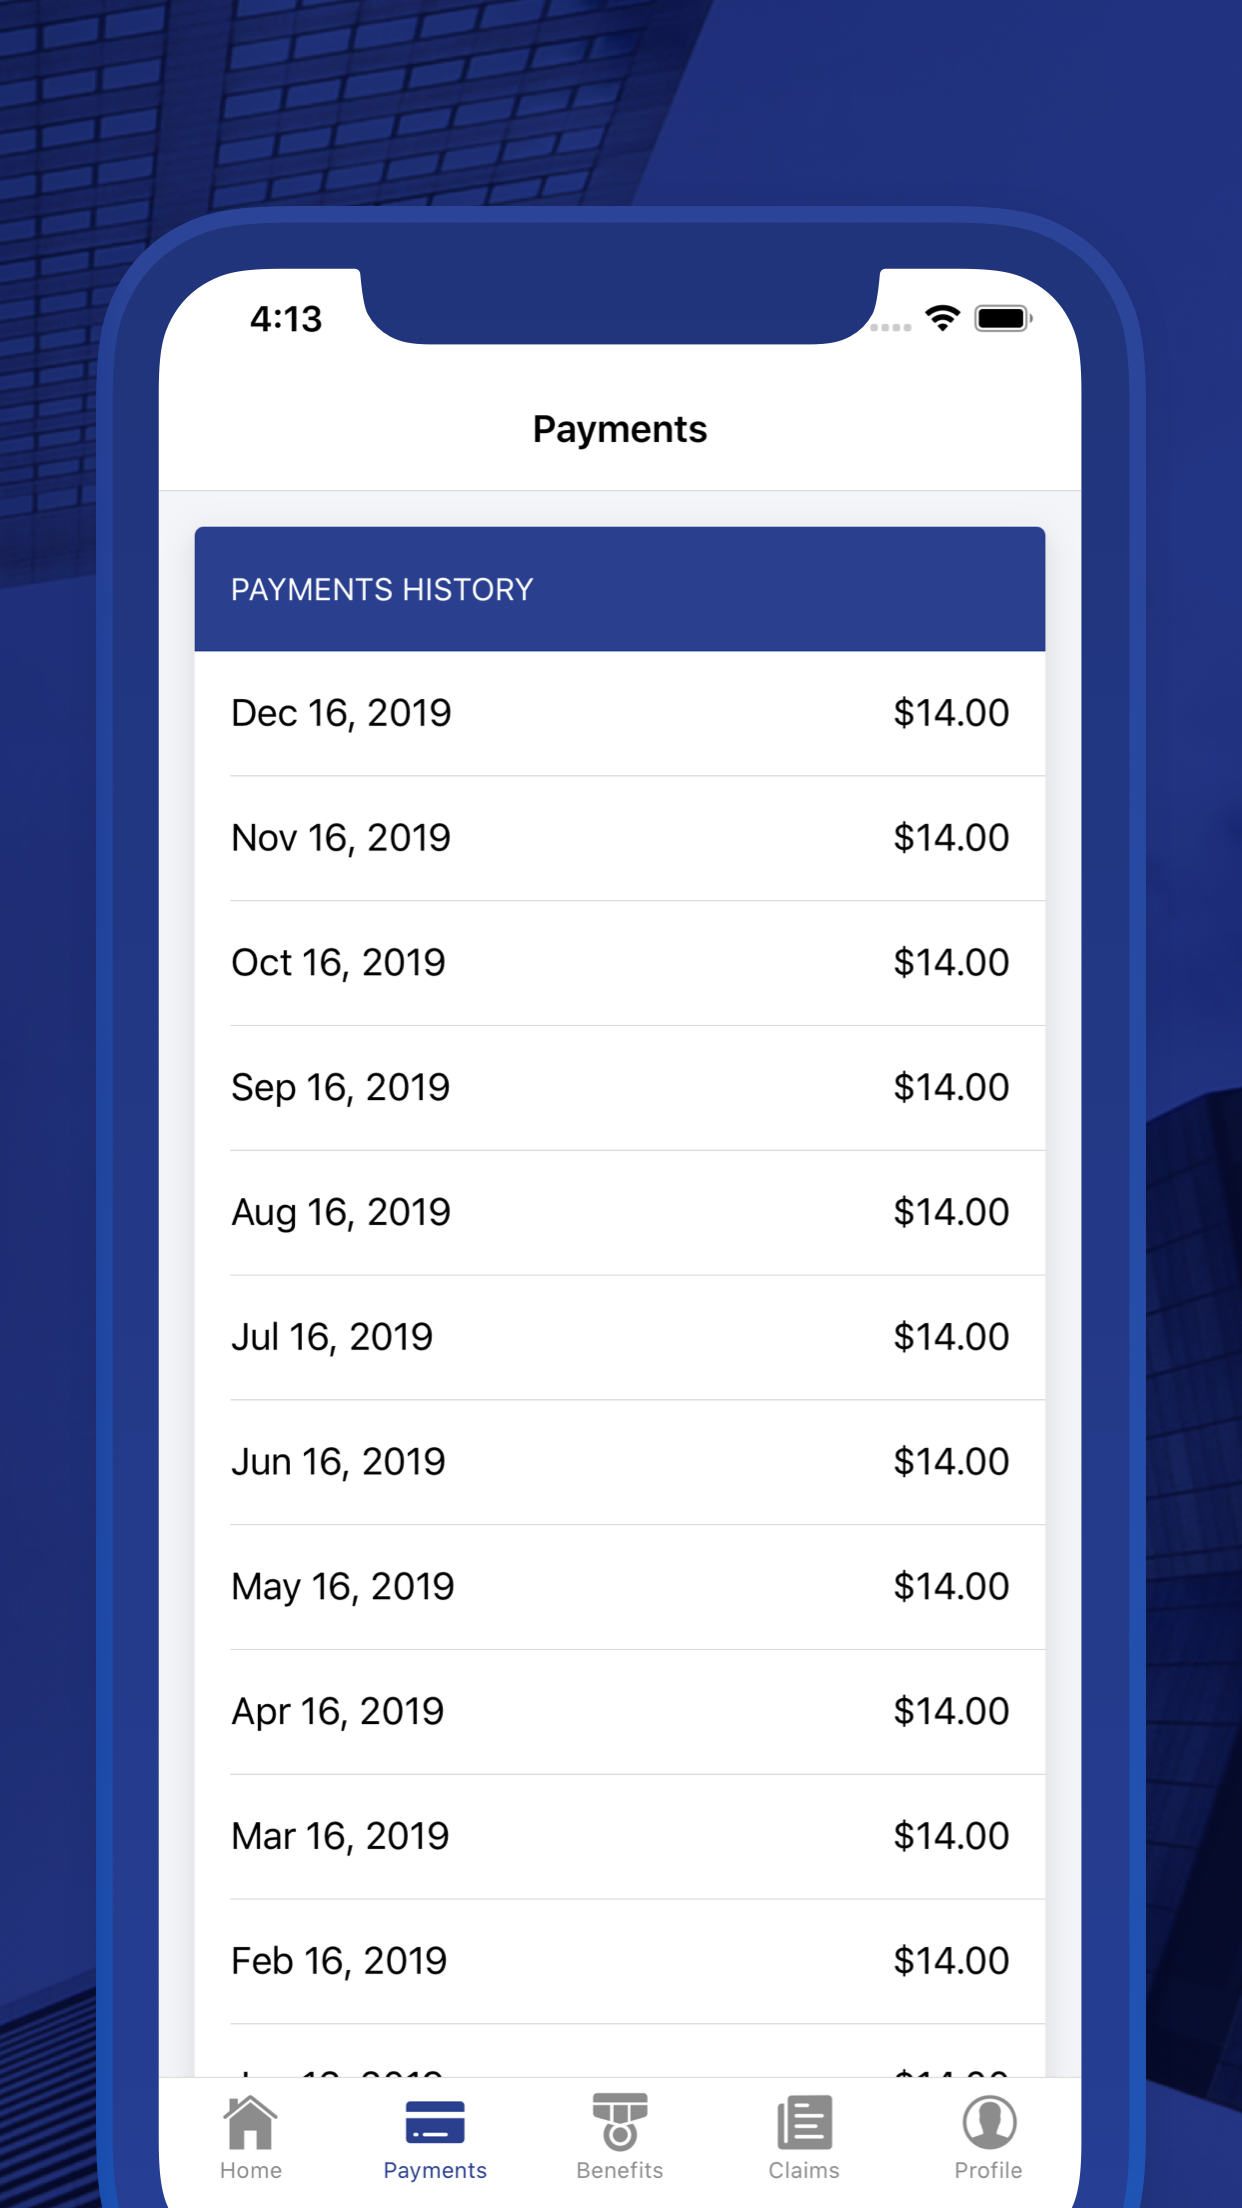 4:13
Payments
PAYMENTS HISTORY
Dec 16, 2019 $14.00
Nov 16, 2019 $14.00
Oct 16, 2019 $14.00
Sep 16, 2019 $14.00
Aug 16, 2019 $14.00
Jul 16, 2019 $14.00
Jun 16, 2019 $14.00
May 16, 2019 $14.00
Apr 16, 2019 $14.00
Mar 16, 2019 $14.00
Feb 16, 2019 $14.00
Home Payments Benefits Claims Profile